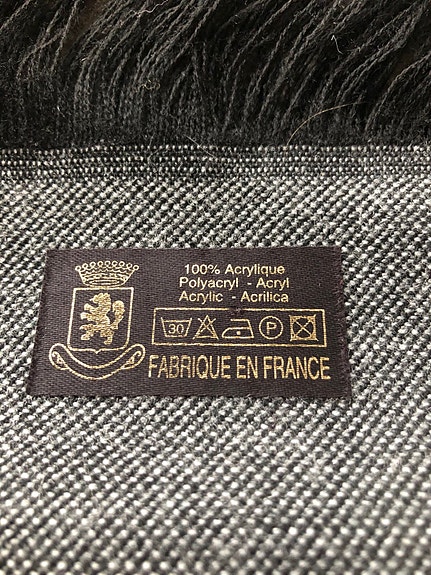 100% Acrylique
Polyacryl - Acryl
Acrylic - Acrilica
30 P
FABRIQUE EN FRANCE